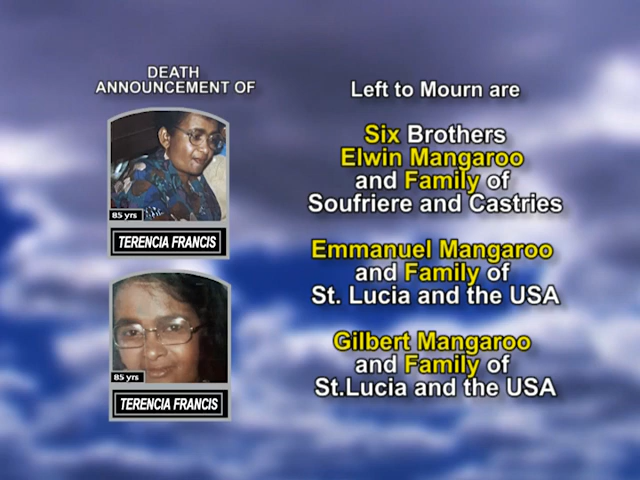 DEATH
ANNOUNCEMENT OF
85 yrs
TERENCIA FRANCIS
85 yrs
TERENCIA FRANCIS
Left to Mourn are
Six Brothers
Elwin Mangaroo
and Family of
Soufriere and Castries
Emmanuel Mangaroo
and Family of
St. Lucia and the USA
Gilbert Mangaroo
and Family of
St.Lucia and the USA